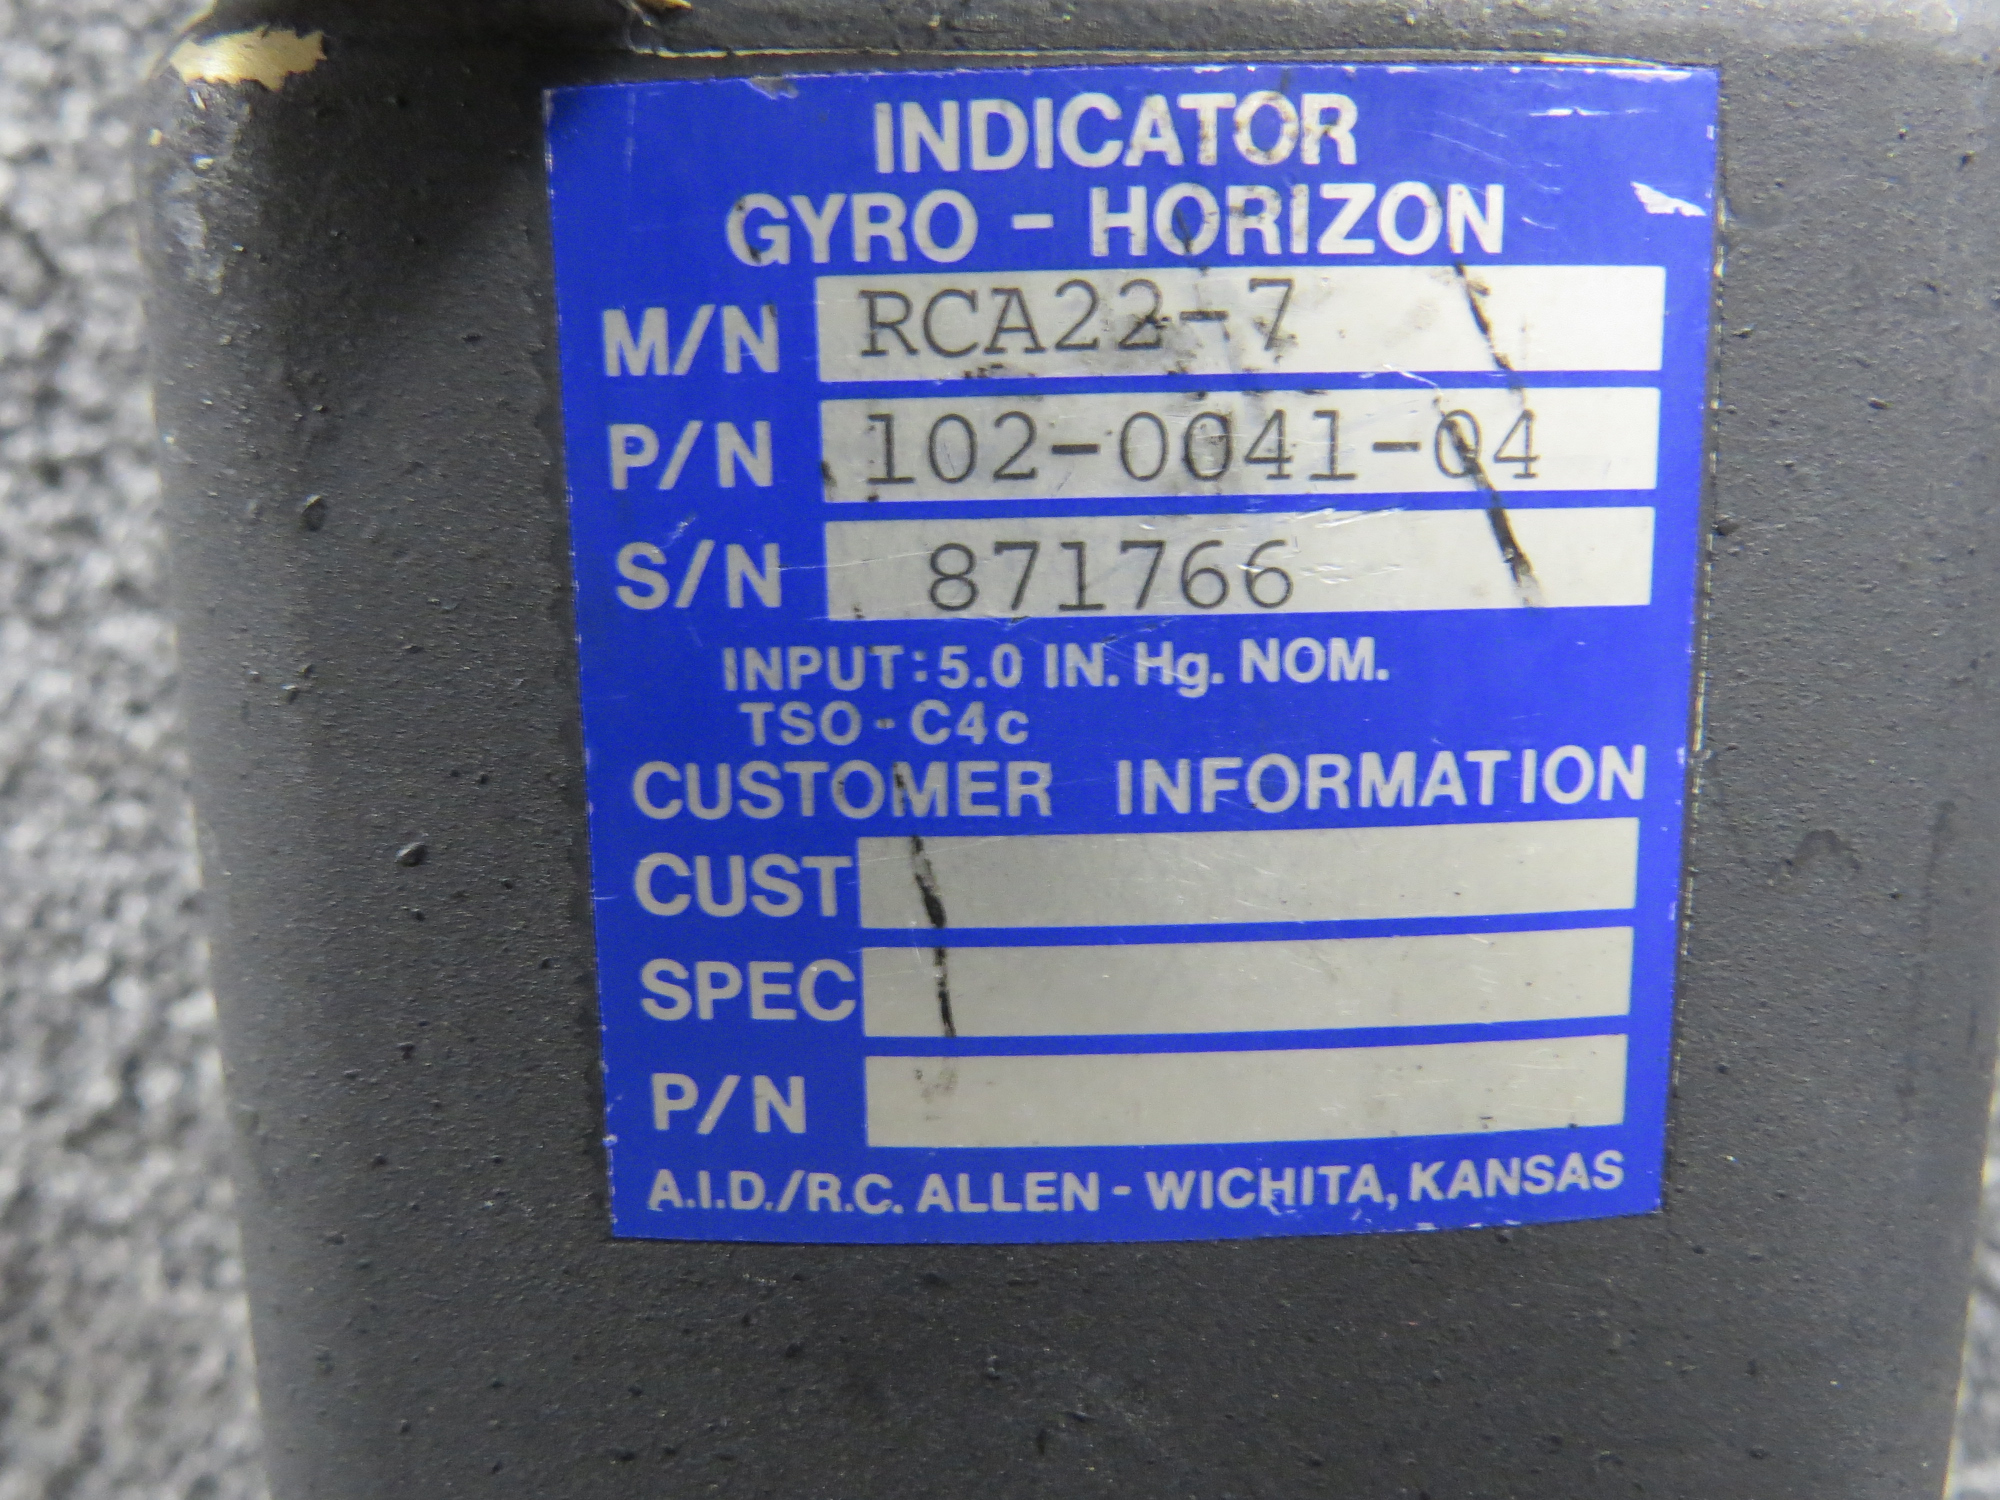 INDICATOR
GYRO - HORIZON
M/N RCA22-7
P/N 102-0041-04
S/N 871766
INPUT: 5.0 IN. Hg. NOM.
TSO - C4c
CUSTOMER INFORMATION
CUST
SPEC
P/N
A.I.D./R.C. ALLEN - WICHITA, KANSAS